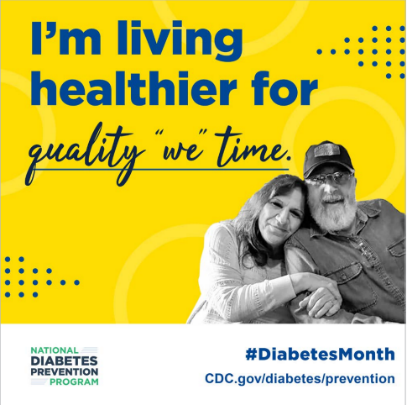 I’m living
healthier for
quality “we” time.
NATIONAL
DIABETES
PREVENTION
PROGRAM
#DiabetesMonth
CDC.gov/diabetes/prevention